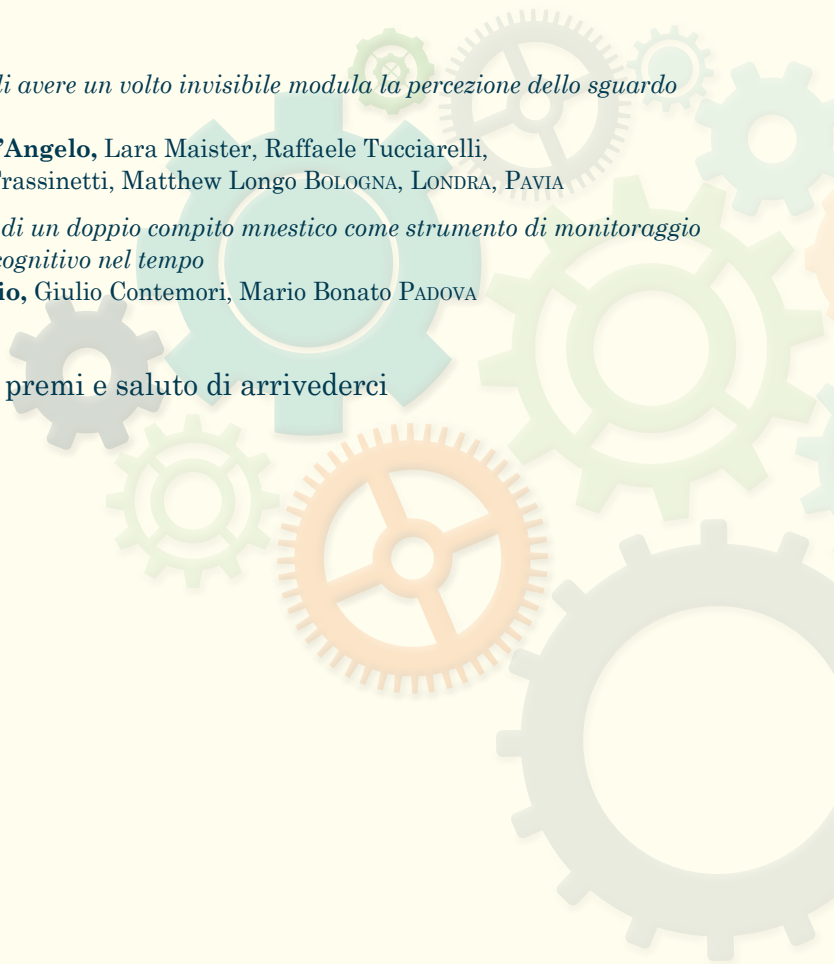 di avere un volto invisibile modula la percezione dello sguardo
’Angelo, Lara Maister, Raffaele Tucciarelli,
Frassinetti, Matthew Longo BOLOGNA, LONDRA, PAVIA
di un doppio compito mnestico come strumento di monitoraggio
cognitivo nel tempo
io, Giulio Contemori, Mario Bonato PADOVA
premi e saluto di arrivederci